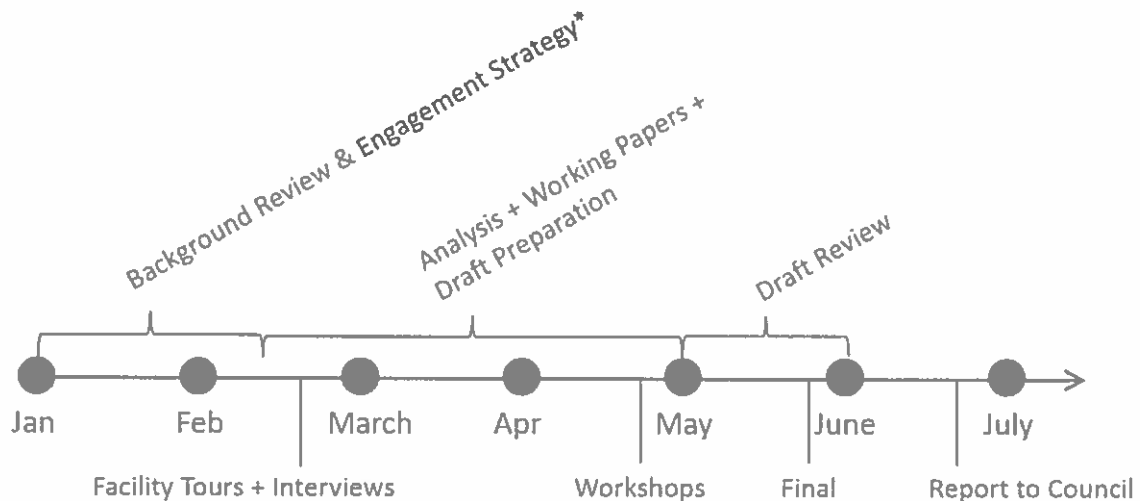 Background Review & Engagement Strategy*
Analysis + Working Papers +
Draft Preparation
Draft Review
Jan
Feb
March
Apr
May
June
July
Facility Tours + Interviews
Workshops
Final
Report to Council